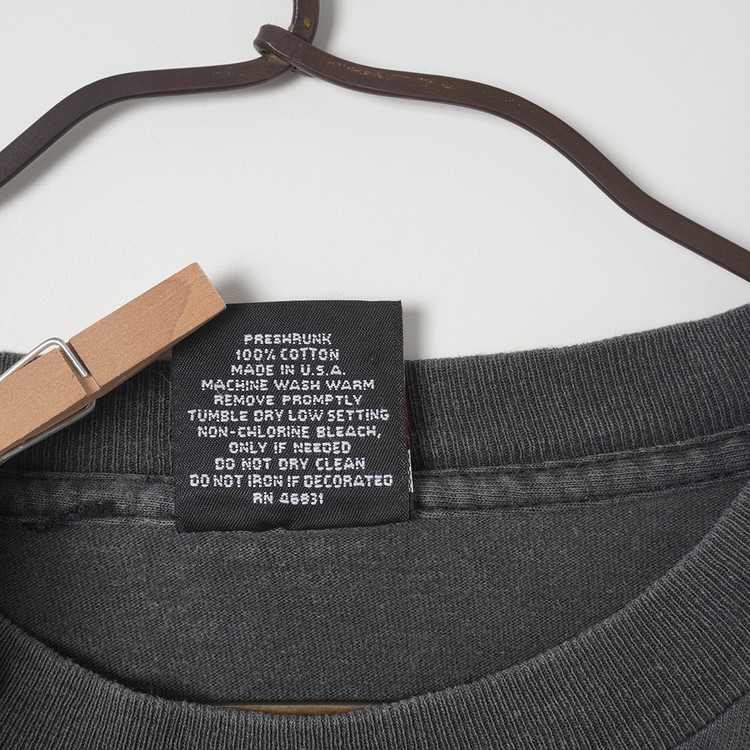 PRESHRUNK
100% COTTON
MADE IN U.S.A.
MACHINE WASH WARM
REMOVE PROMPTLY
TUMBLE DRY LOW SETTING
NON-CHLORINE BLEACH,
ONLY IF NEEDED
DO NOT DRY CLEAN
DO NOT IRON IF DECORATED
RN 46831